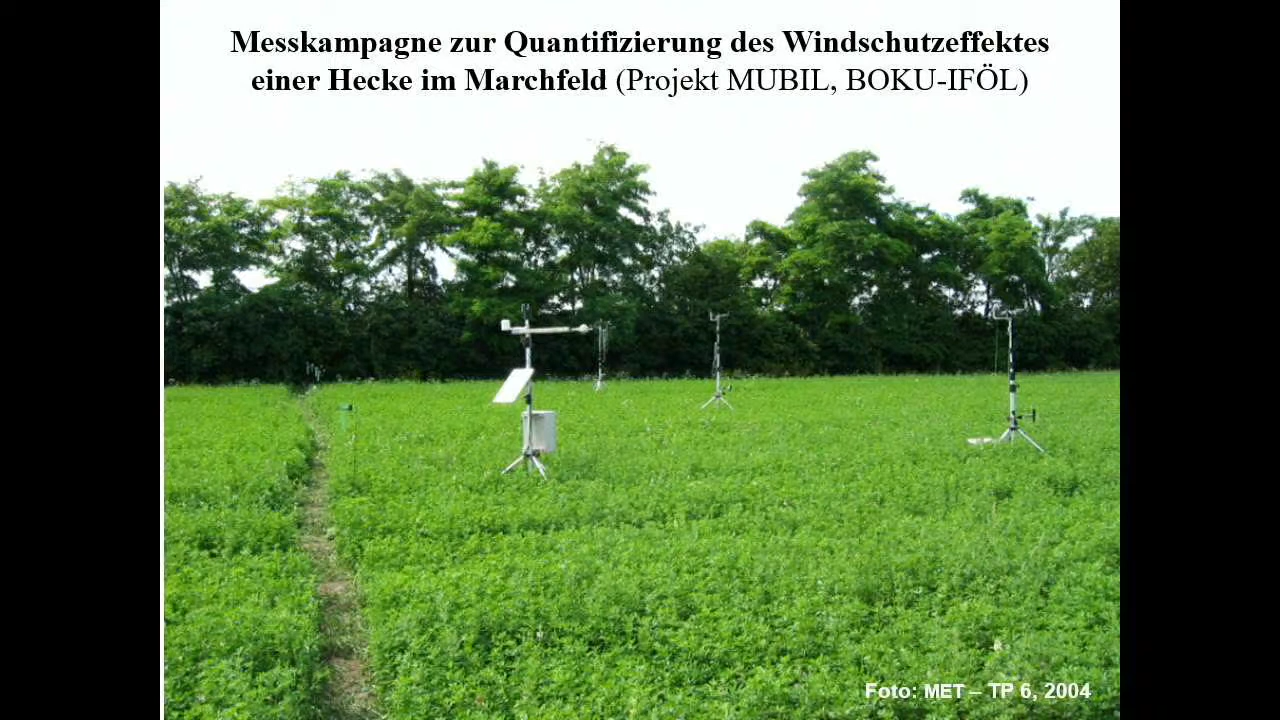 Messkampagne zur Quantifizierung des Windschutzeffektes
einer Hecke im Marchfeld (Projekt MUBIL, BOKU-IFÖL)
Foto: MET – TP 6, 2004